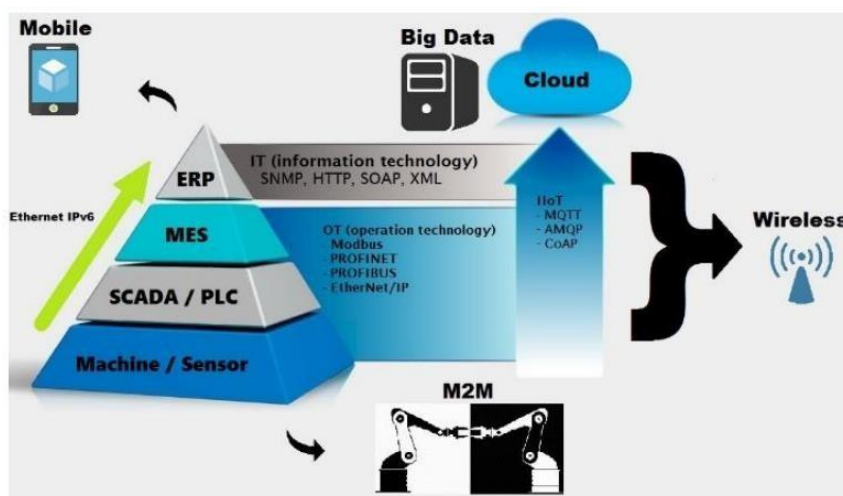 Mobile
Big Data
Cloud
IT (information technology)
SNMP, HTTP, SOAP, XML
ERP
Ethernet IPv6
MES
OT (operation technology)
- Modbus
- PROFINET
- PROFIBUS
- EtherNet/IP
IIoT
- MQTT
- AMQP
- CoAP
Wireless
SCADA / PLC
Machine / Sensor
M2M